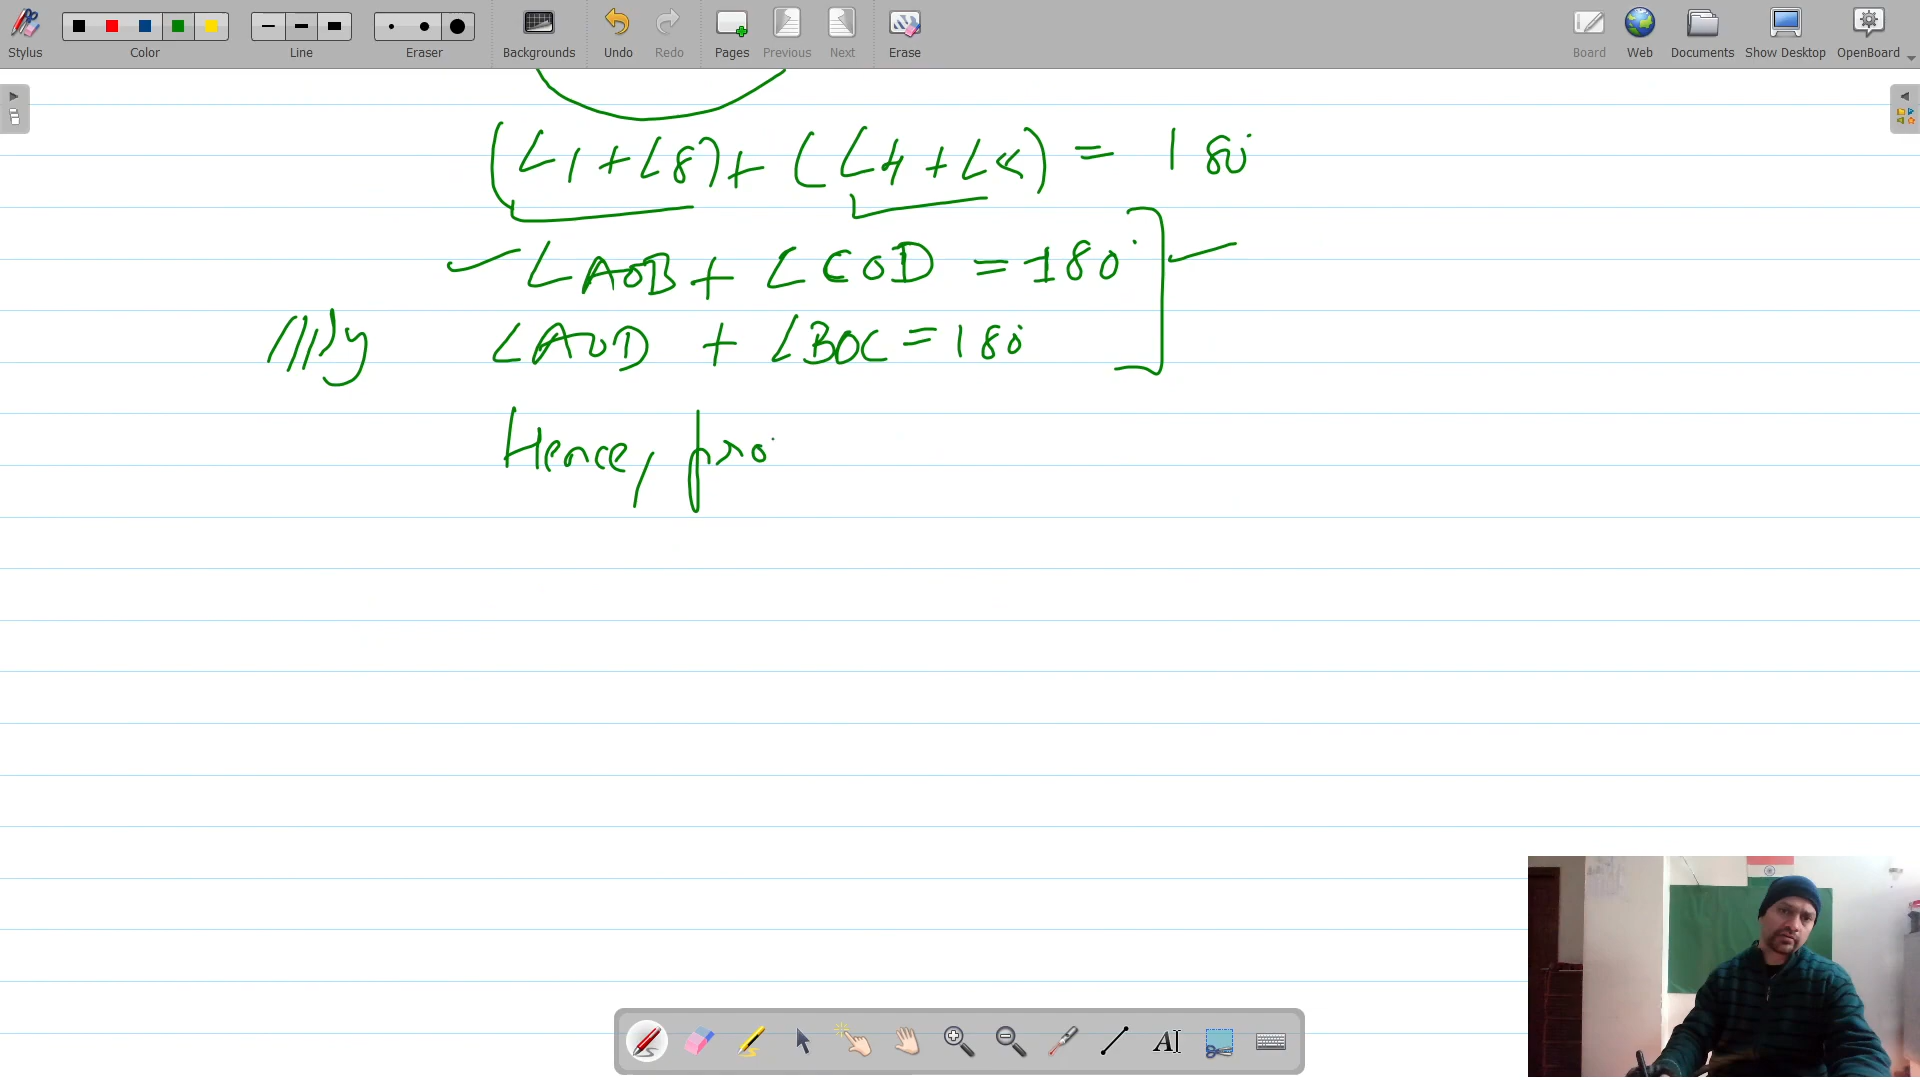 Stylus Color Line Eraser Backgrounds Undo Redo Pages Previous Next Erase Board Web Documents Show Desktop OpenBoard
(∠1+∠8)+(∠4+∠ ) = 180°
∠AOB + ∠COD = 180°
////ly ∠AOD + ∠BOC = 180°
Hence, pro